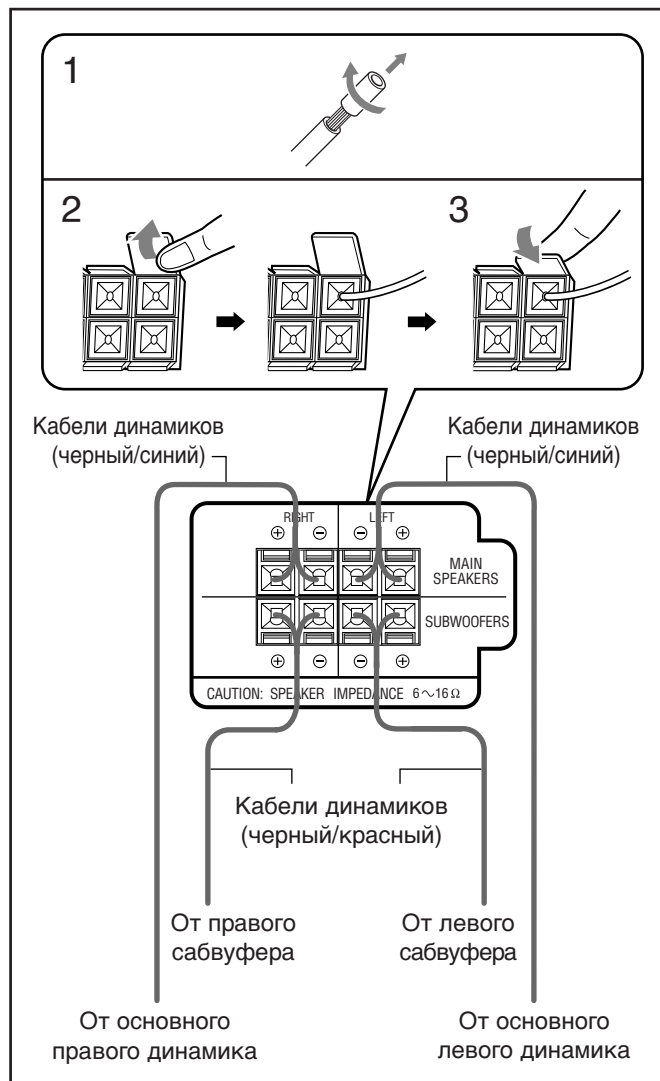 1
2
3
Кабели динамиков
(черный/синий)
Кабели динамиков
(черный/синий)
RIGHT LEFT
⊕ ⊖ ⊖ ⊕
MAIN
SPEAKERS
SUBWOOFERS
⊕ ⊖ ⊖ ⊕
CAUTION: SPEAKER IMPEDANCE 6～16 Ω
Кабели динамиков
(черный/красный)
От правого
сабвуфера
От левого
сабвуфера
От основного
правого динамика
От основного
левого динамика